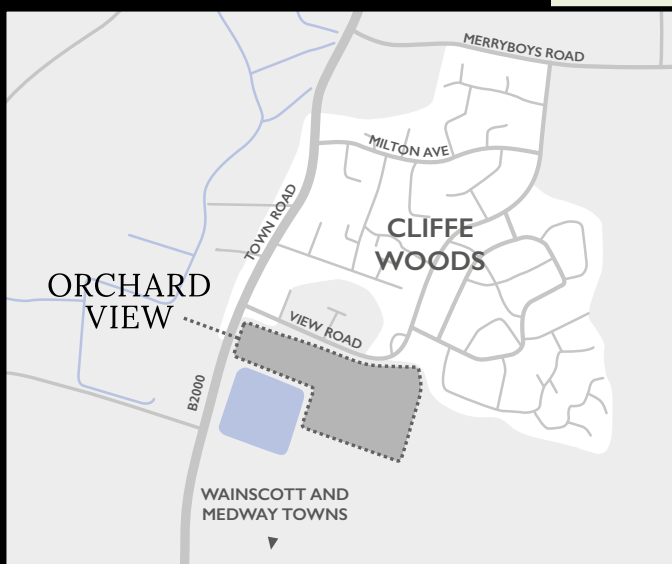 MERRYBOYS ROAD
MILTON AVE
TOWN ROAD
CLIFFE
WOODS
ORCHARD
VIEW
VIEW ROAD
B2000
WAINSCOTT AND
MEDWAY TOWNS